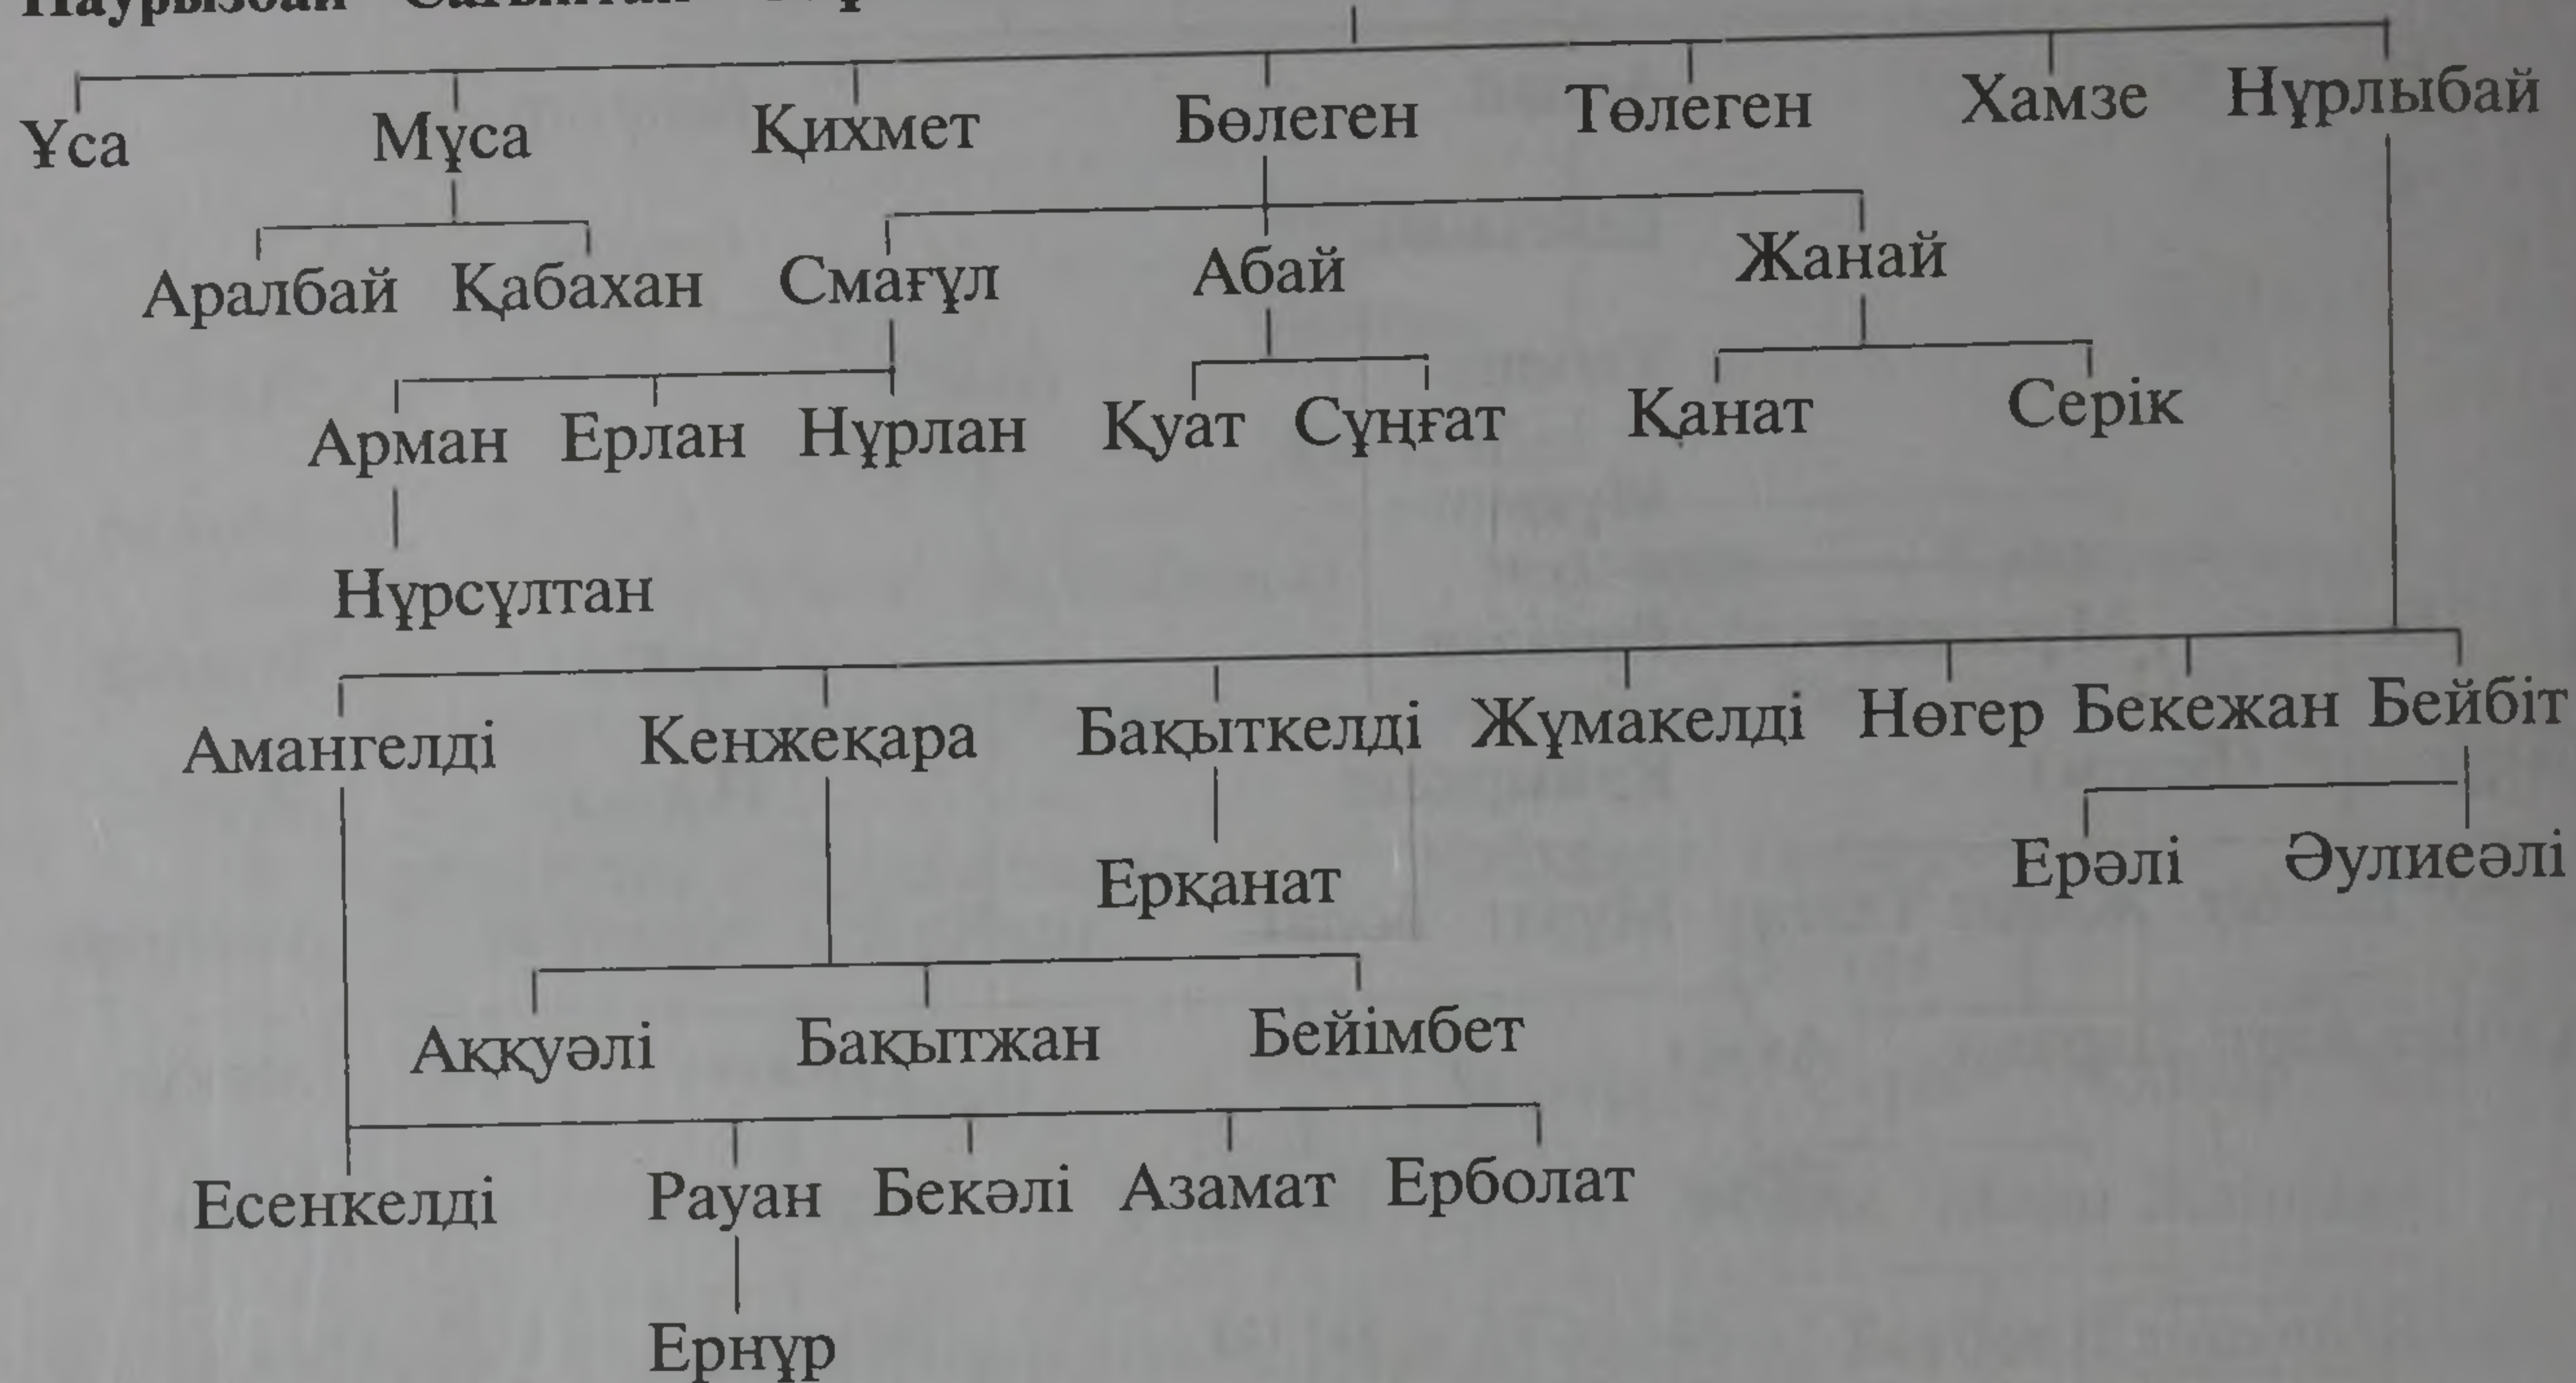 Наурызбай Сағынтай
Ұса Мұса Қихмет Бөлеген Төлеген Хамзе Нұрлыбай
Аралбай Қабахан Смағұл Абай Жанай
Арман Ерлан Нұрлан Қуат Сұңғат Қанат Серік
Нұрсұлтан
Амангелді Кенжеқара Бақыткелді Жұмакелді Нөгер Бекежан Бейбіт
Ерқанат Ерәлі Әулиеәлі
Аққуәлі Бақытжан Бейімбет
Есенкелді Рауан Бекәлі Азамат Ерболат
Ернұр